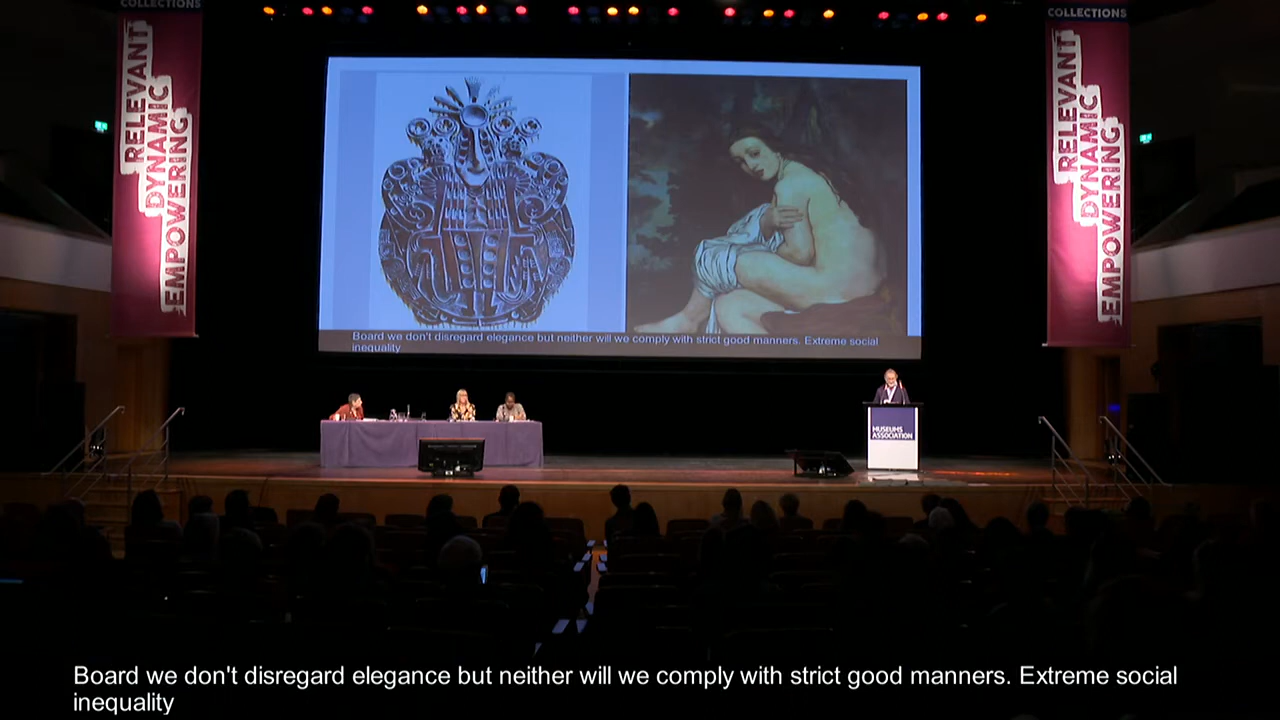 COLLECTIONS
RELEVANT
DYNAMIC
EMPOWERING
COLLECTIONS
RELEVANT
DYNAMIC
EMPOWERING
Board we don't disregard elegance but neither will we comply with strict good manners. Extreme social
inequality
MUSEUMS
ASSOCIATION
Board we don't disregard elegance but neither will we comply with strict good manners. Extreme social
inequality